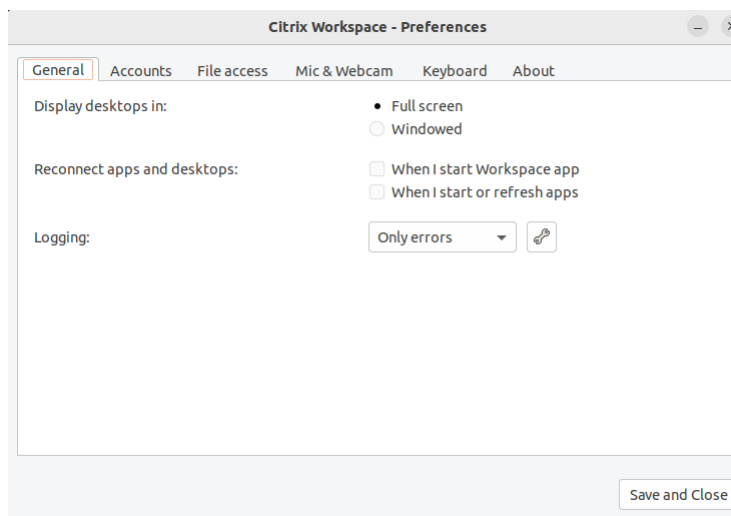 Citrix Workspace - Preferences
General Accounts File access Mic & Webcam Keyboard About
Display desktops in: Full screen
Windowed
Reconnect apps and desktops: When I start Workspace app
When I start or refresh apps
Logging: Only errors
Save and Close